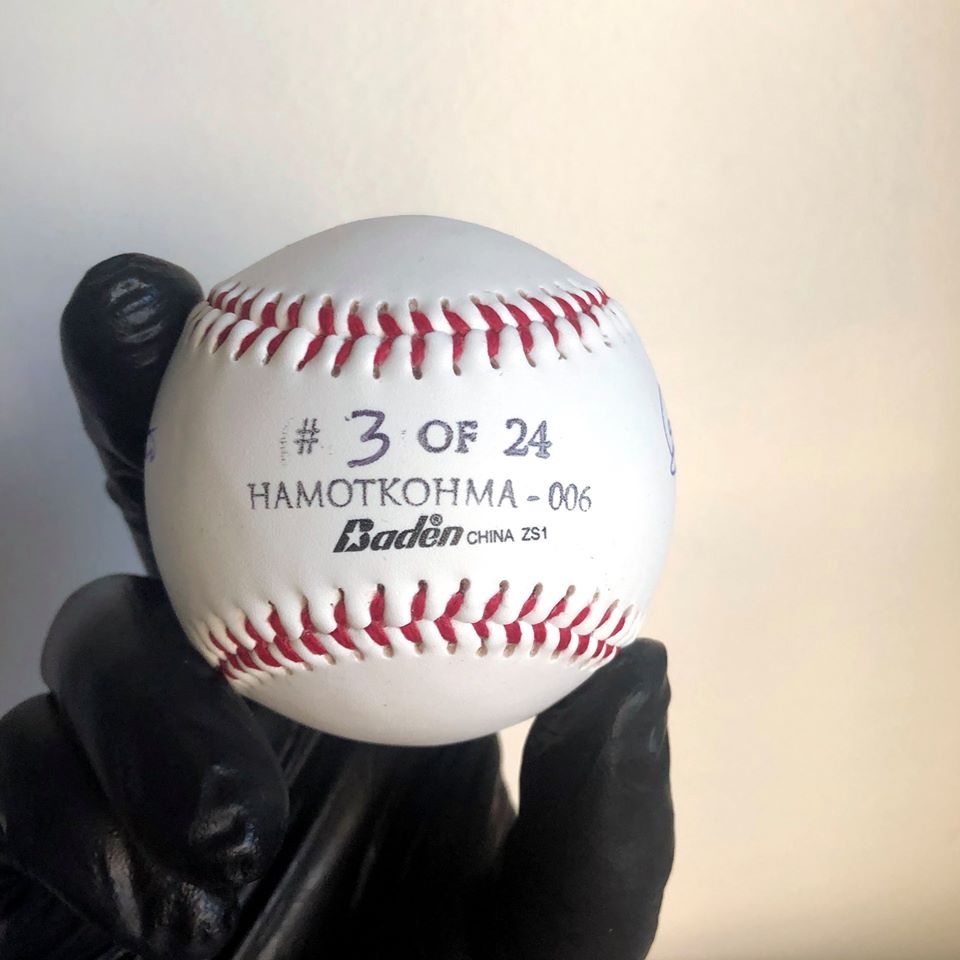 # 3 OF 24
HAMOTKOHMA - 006
Baden® CHINA ZS1